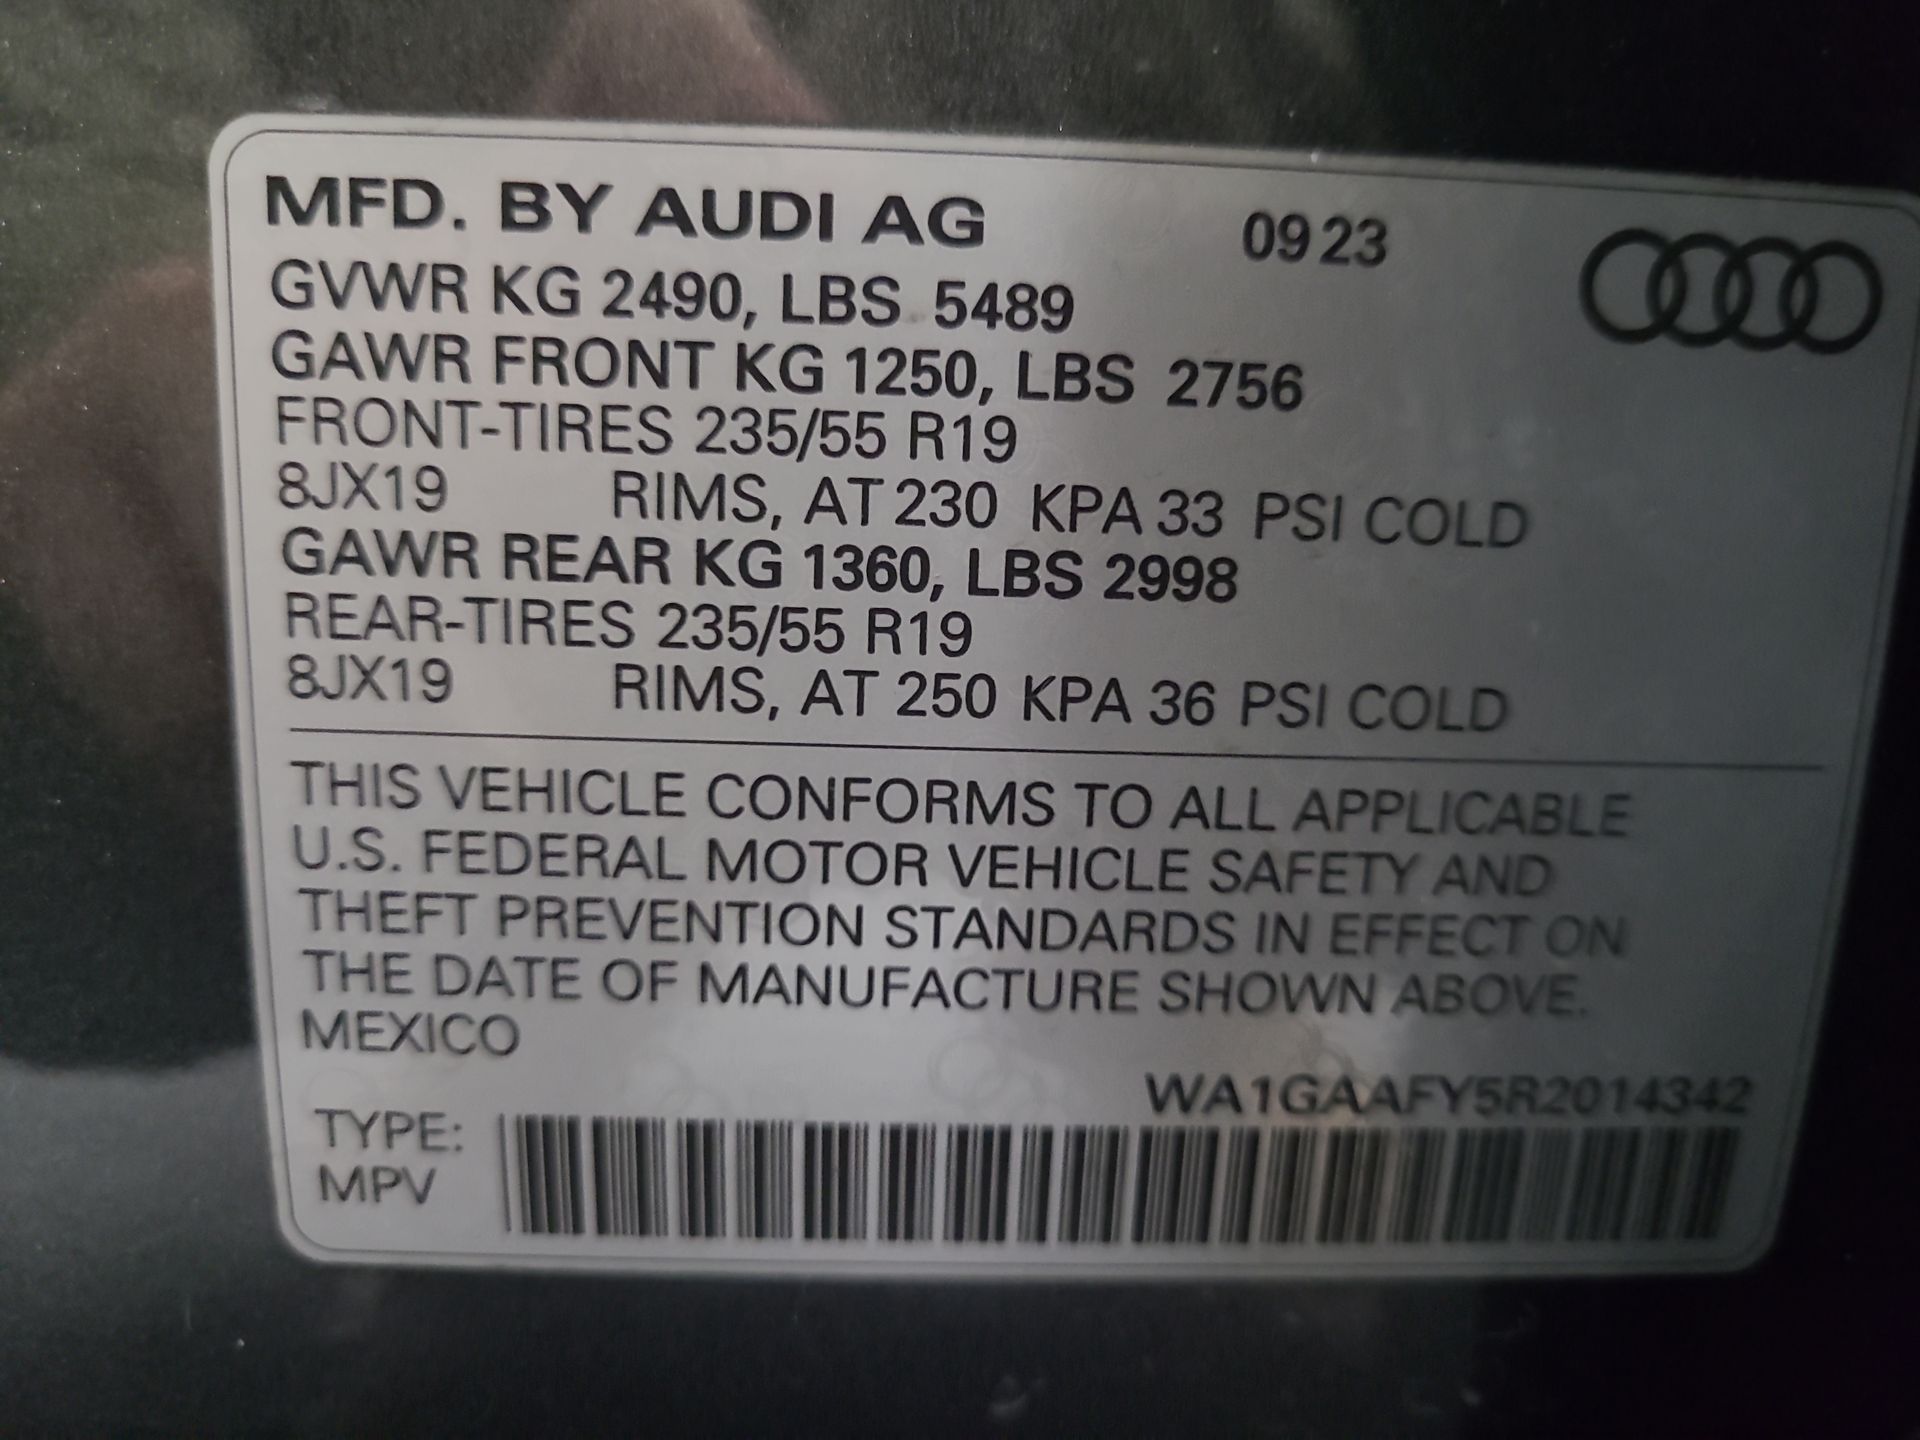 MFD. BY AUDI AG 09 23
GVWR KG 2490, LBS 5489
GAWR FRONT KG 1250, LBS 2756
FRONT-TIRES 235/55 R19
8JX19 RIMS, AT 230 KPA 33 PSI COLD
GAWR REAR KG 1360, LBS 2998
REAR-TIRES 235/55 R19
8JX19 RIMS, AT 250 KPA 36 PSI COLD
THIS VEHICLE CONFORMS TO ALL APPLICABLE
U.S. FEDERAL MOTOR VEHICLE SAFETY AND
THEFT PREVENTION STANDARDS IN EFFECT ON
THE DATE OF MANUFACTURE SHOWN ABOVE.
MEXICO
WA1GAAFY5R2014342
TYPE:
MPV